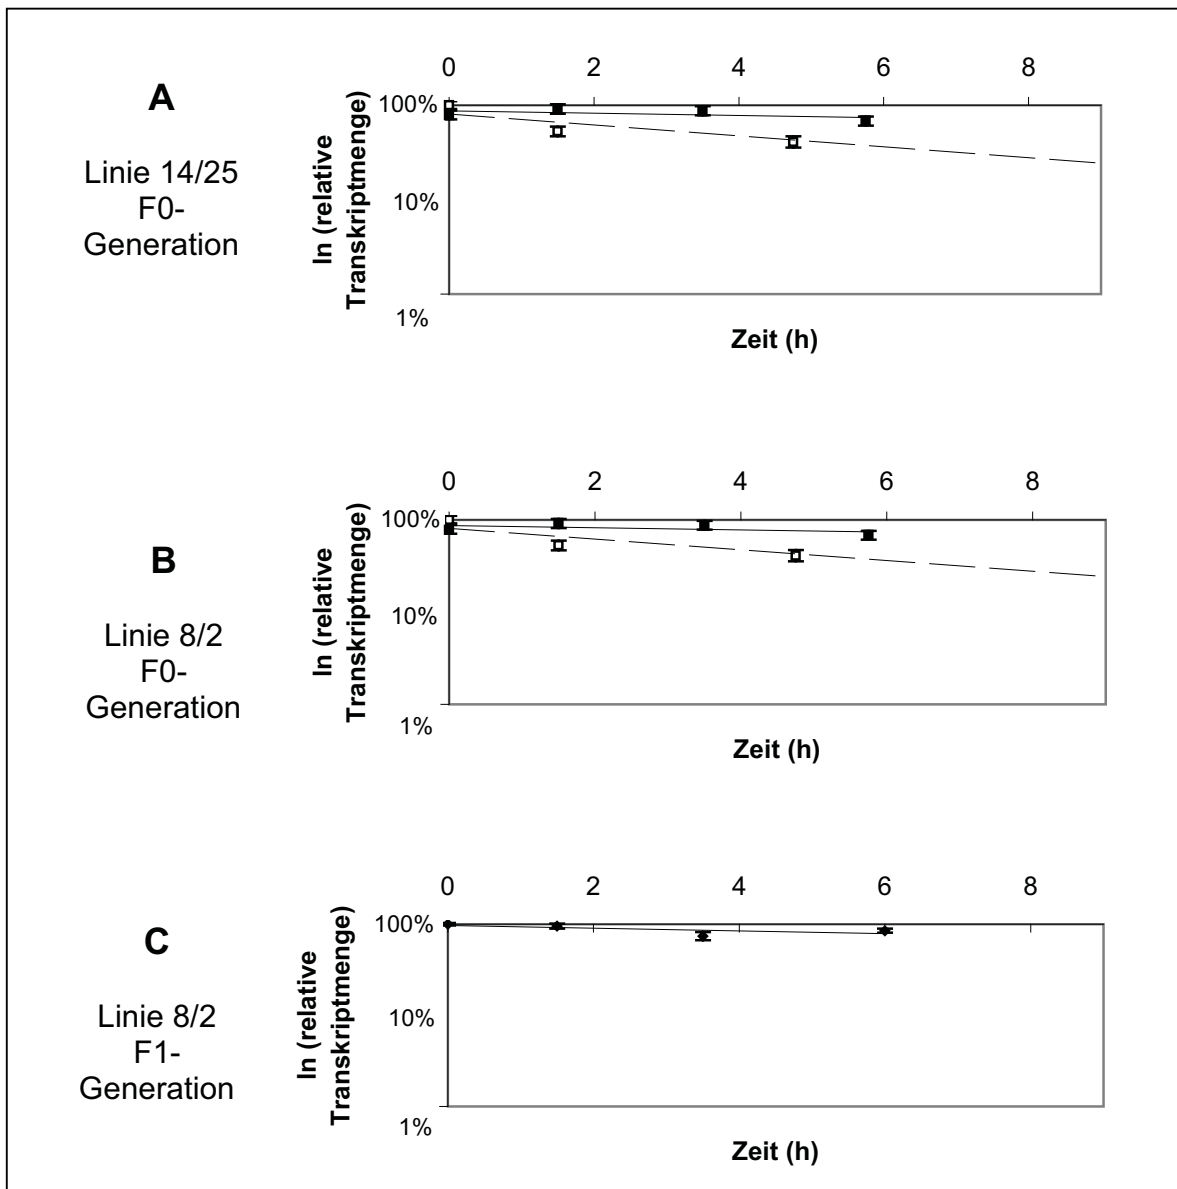 A
Linie 14/25
F0-
Generation
0 2 4 6 8
100%
10%
1%
ln (relative
Transkriptmenge)
Zeit (h)
B
Linie 8/2
F0-
Generation
0 2 4 6 8
100%
10%
1%
ln (relative
Transkriptmenge)
Zeit (h)
C
Linie 8/2
F1-
Generation
0 2 4 6 8
100%
10%
1%
ln (relative
Transkriptmenge)
Zeit (h)